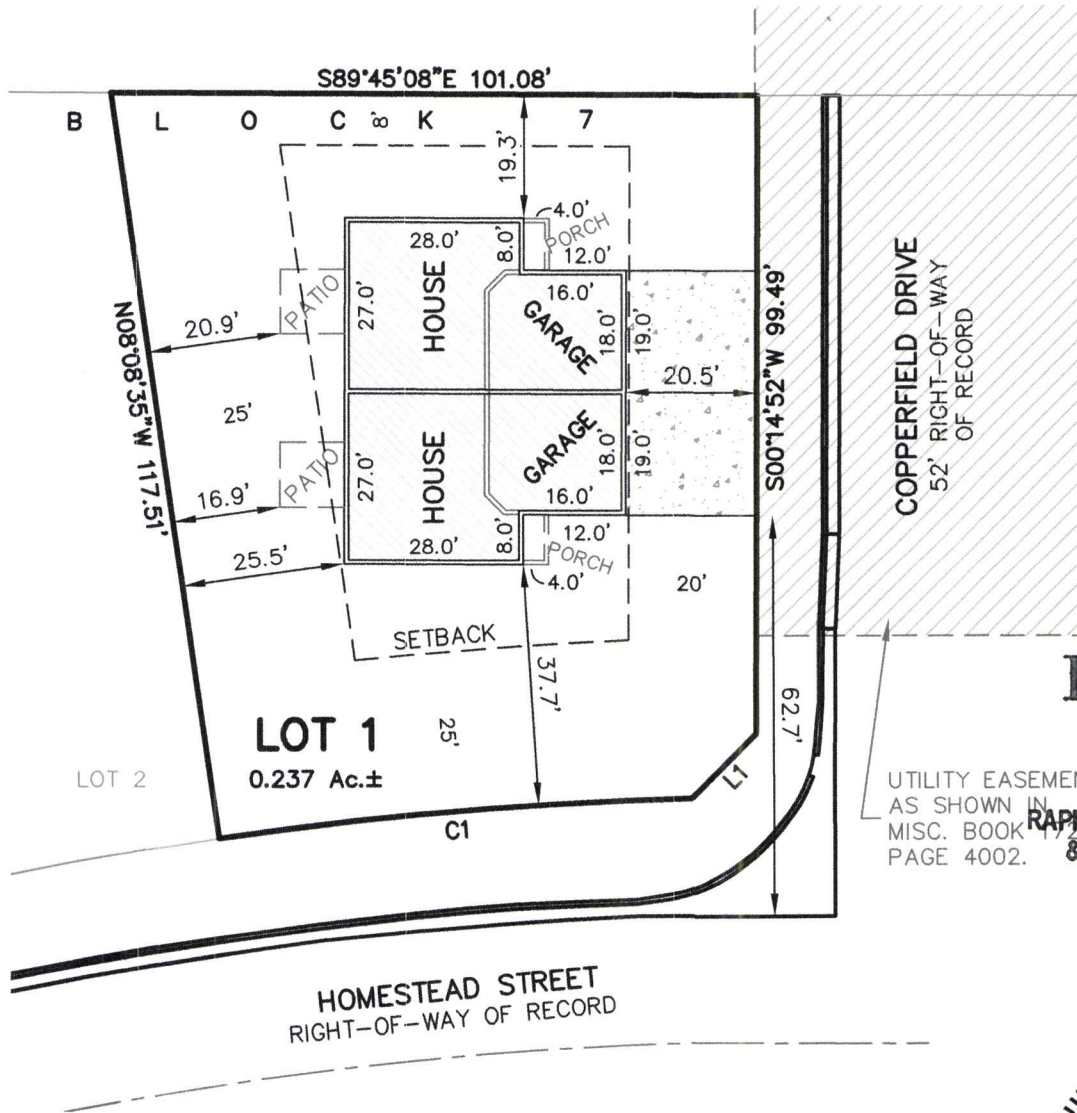 S89°45'08"E 101.08'
B L O C K 7
8'
19.3'
4.0'
PORCH
28.0'
8.0'
12.0'
16.0'
PATIO
27.0'
HOUSE
GARAGE
18.0'
19.0'
20.9'
N08°08'35"W 117.51'
25'
20.5'
S00°14'52"W 99.49'
COPPERFIELD DRIVE
52' RIGHT-OF-WAY
OF RECORD
PATIO
27.0'
HOUSE
GARAGE
18.0'
19.0'
16.0'
16.9'
28.0'
8.0'
12.0'
PORCH
4.0'
25.5'
20'
SETBACK
37.7'
62.7'
LOT 1
0.237 Ac.±
25'
L1
LOT 2
C1
UTILITY
AS SHOWN IN
MISC. BOOK
PAGE 4002.
HOMESTEAD STREET
RIGHT-OF-WAY OF RECORD